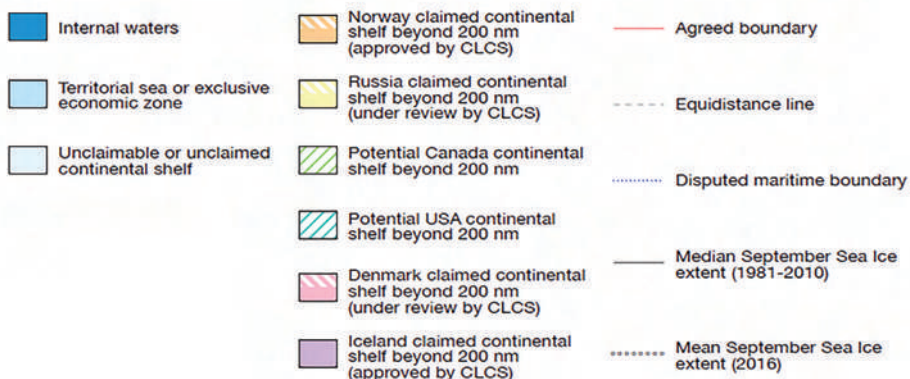 Internal waters
Territorial sea or exclusive
economic zone
Unclaimable or unclaimed
continental shelf
Norway claimed continental
shelf beyond 200 nm
(approved by CLCS)
Russia claimed continental
shelf beyond 200 nm
(under review by CLCS)
Potential Canada continental
shelf beyond 200 nm
Potential USA continental
shelf beyond 200 nm
Denmark claimed continental
shelf beyond 200 nm
(under review by CLCS)
Iceland claimed continental
shelf beyond 200 nm
(approved by CLCS)
Agreed boundary
Equidistance line
Disputed maritime boundary
Median September Sea Ice
extent (1981-2010)
Mean September Sea Ice
extent (2016)